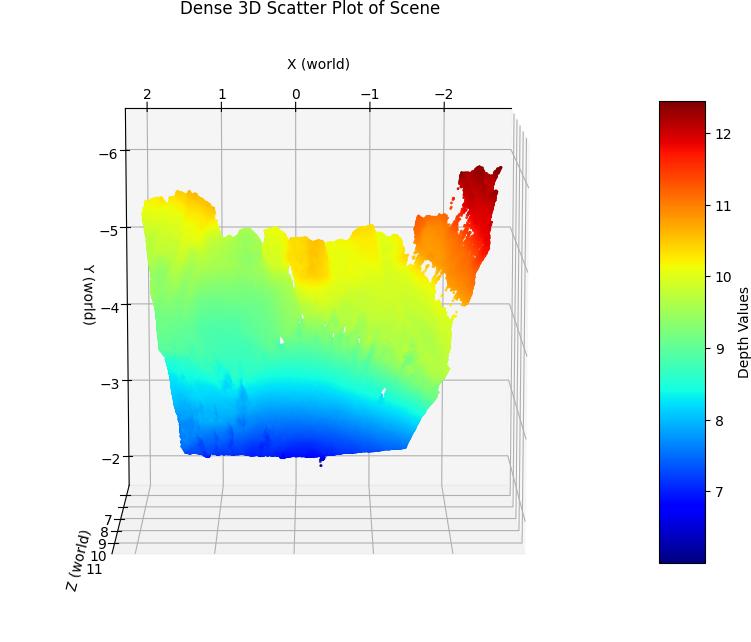 Dense 3D Scatter Plot of Scene
X (world)
2 1 0 −1 −2
−6
−5
−4
−3
−2
Y (world)
7
8
9
10
11
Z (world)
12
11
10
9
8
7
Depth Values